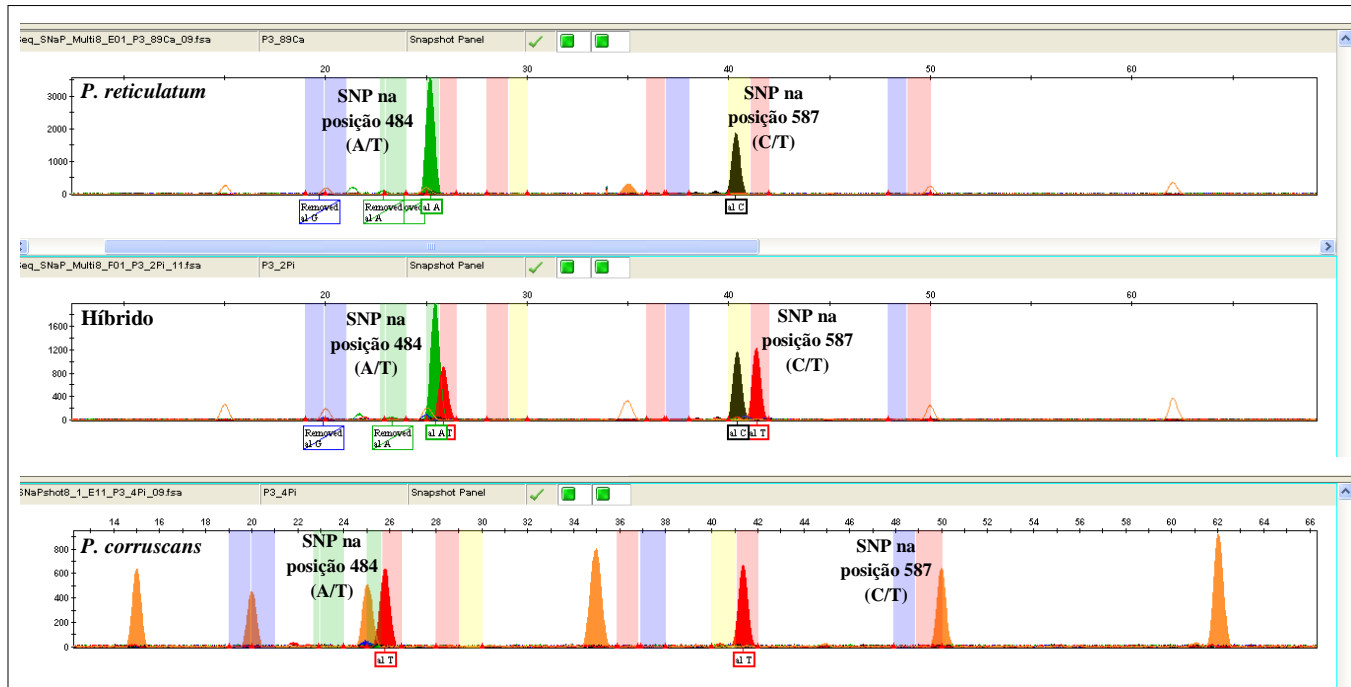 Seq_SNaP_Multi8_E01_P3_89Ca_09.fsa P3_89Ca Snapshot Panel
20 30 40 50 60
P. reticulatum
SNP na
posição 484
(A/T)
SNP na
posição 587
(C/T)
3000
2000
1000
0
Removed
al G
Removed
al A
al A
al C
Seq_SNaP_Multi8_F01_P3_2Pi_11.fsa P3_2Pi Snapshot Panel
20 30 40 50 60
Híbrido
SNP na
posição 484
(A/T)
SNP na
posição 587
(C/T)
1600
1200
800
400
0
Removed
al G
Removed
al A
al A T
al C
al T
SNaPshot8_1_E11_P3_4Pi_09.fsa P3_4Pi Snapshot Panel
14 16 18 20 22 24 26 28 30 32 34 36 38 40 42 44 46 48 50 52 54 56 58 60 62 64 66
P. corruscans
SNP na
posição 484
(A/T)
SNP na
posição 587
(C/T)
800
600
400
200
0
al T
al T